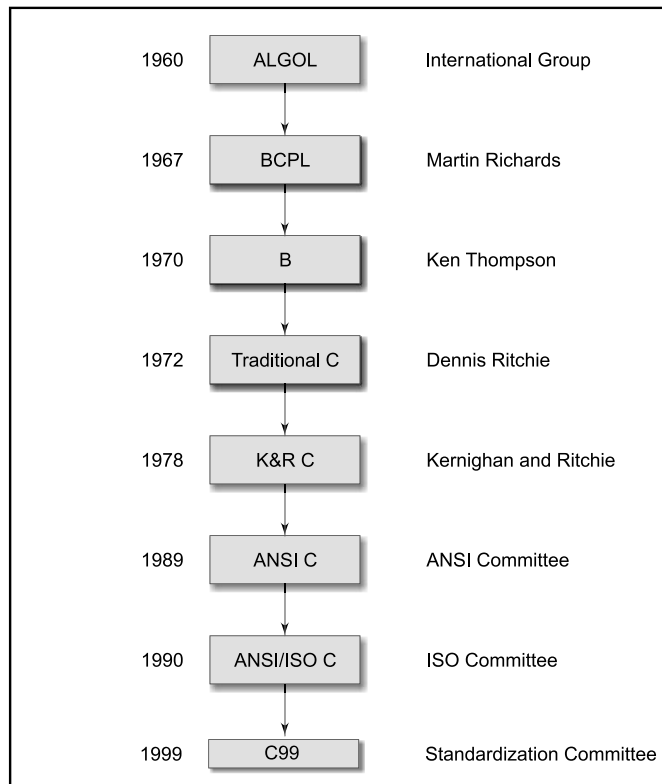 1960 ALGOL International Group
1967 BCPL Martin Richards
1970 B Ken Thompson
1972 Traditional C Dennis Ritchie
1978 K&R C Kernighan and Ritchie
1989 ANSI C ANSI Committee
1990 ANSI/ISO C ISO Committee
1999 C99 Standardization Committee